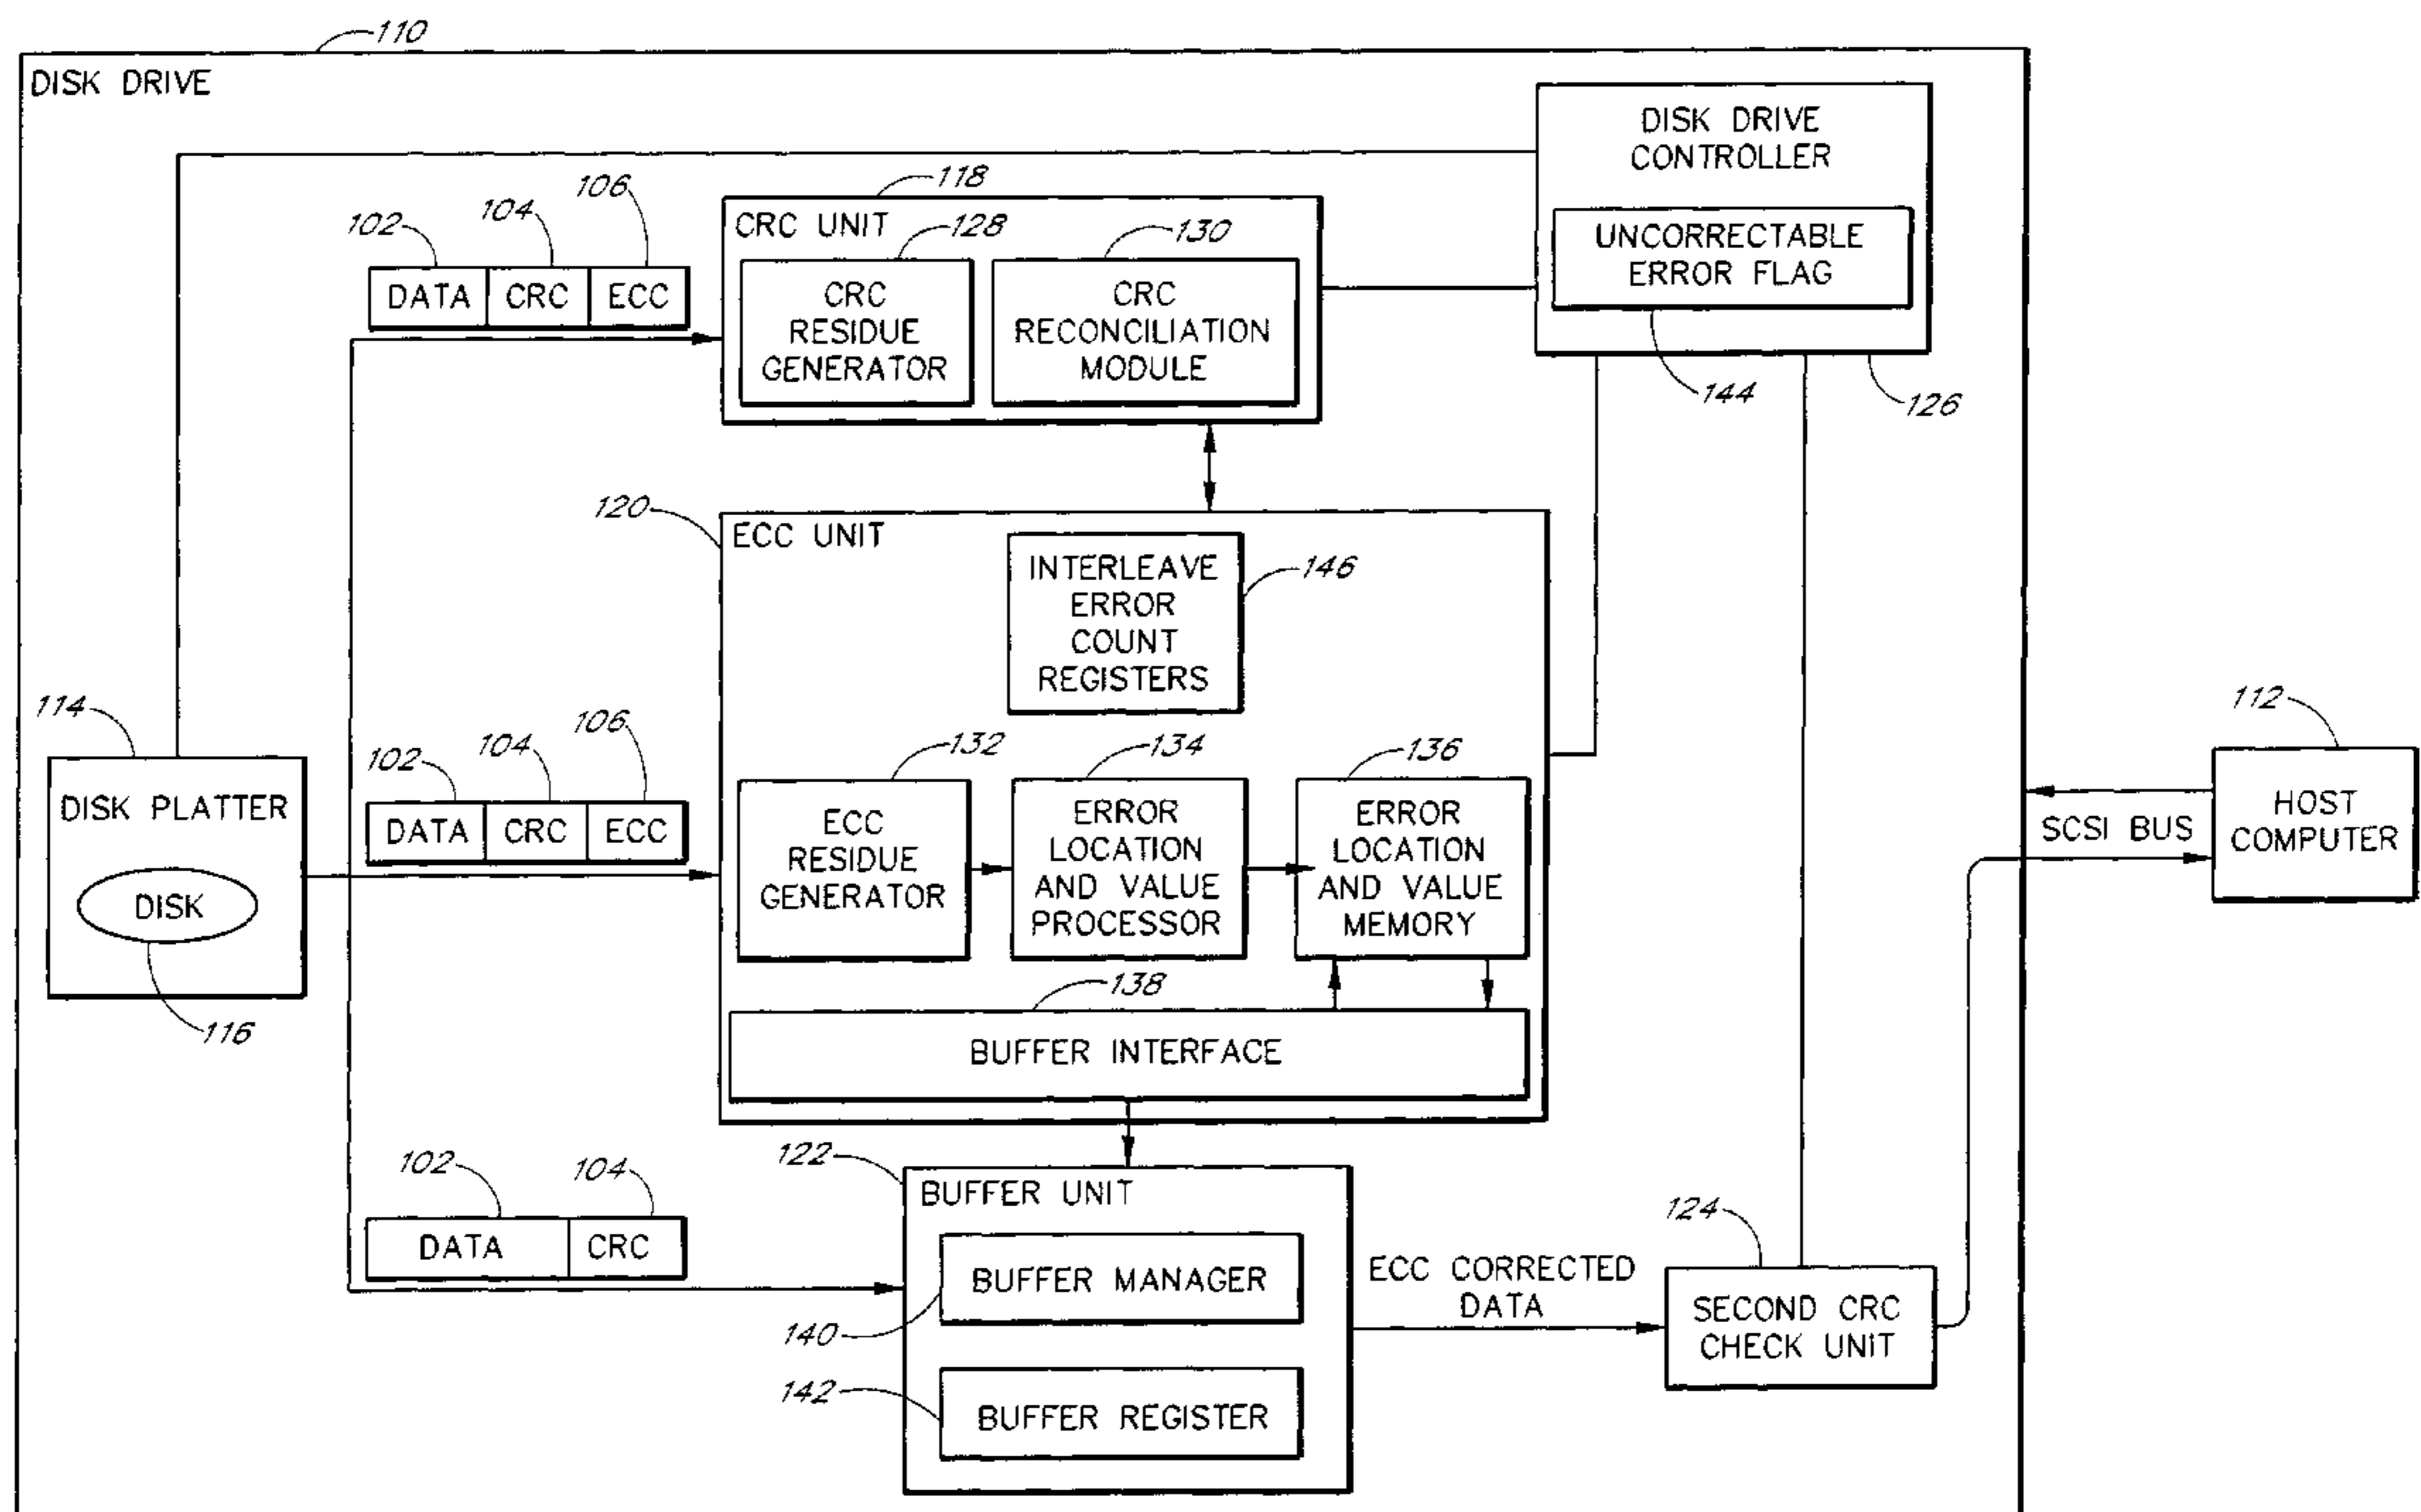 110
DISK DRIVE
DISK DRIVE
CONTROLLER
UNCORRECTABLE
ERROR FLAG
144
126
118
CRC UNIT
128
130
CRC
RESIDUE
GENERATOR
CRC
RECONCILIATION
MODULE
102
104
106
DATA CRC ECC
120
ECC UNIT
INTERLEAVE
ERROR
COUNT
REGISTERS
146
114
DISK PLATTER
DISK
116
102
104
106
DATA CRC ECC
132
134
136
ECC
RESIDUE
GENERATOR
ERROR
LOCATION
AND VALUE
PROCESSOR
ERROR
LOCATION
AND VALUE
MEMORY
138
BUFFER INTERFACE
112
HOST
COMPUTER
SCSI BUS
102
104
DATA CRC
122
BUFFER UNIT
BUFFER MANAGER
140
142
BUFFER REGISTER
ECC CORRECTED
DATA
124
SECOND CRC
CHECK UNIT